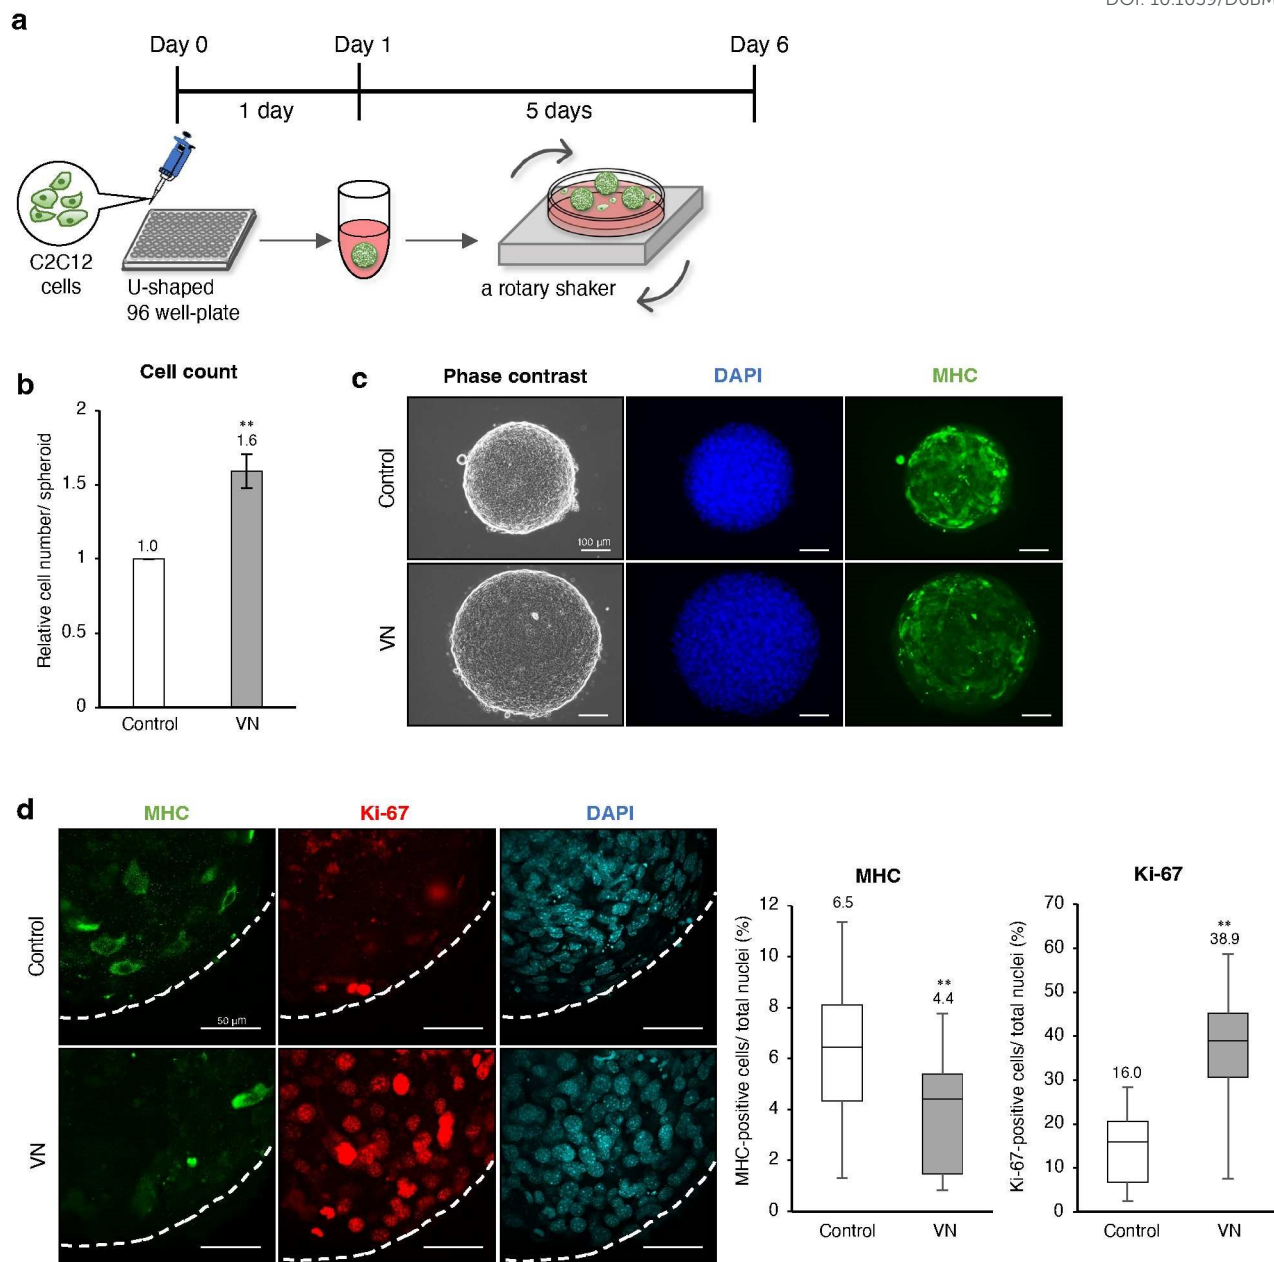 DOI: 10.1039/D6BM
a
Day 0
Day 1
Day 6
1 day
5 days
C2C12
cells
U-shaped
96 well-plate
a rotary shaker
b
Cell count
Relative cell number/ spheroid
2
1.5
1
0.5
0
1.0
**
1.6
Control
VN
c
Phase contrast
DAPI
MHC
Control
VN
100 µm
d
MHC
Ki-67
DAPI
Control
VN
50 µm
MHC
MHC-positive cells/ total nuclei (%)
12
10
8
6
4
2
0
6.5
**
4.4
Control
VN
Ki-67
Ki-67-positive cells/ total nuclei (%)
70
60
50
40
30
20
10
0
16.0
**
38.9
Control
VN